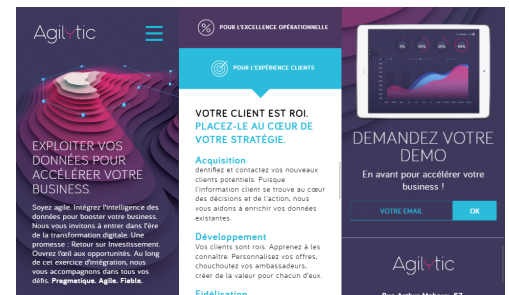 Agilytic
EXPLOITER VOS
DONNÉES POUR
ACCÉLÉRER VOTRE
BUSINESS
Soyez agile. Intégrez l'intelligence des
données pour booster votre business.
Nous vous invitons à entrer dans l'ère
de la transformation digitale. Une
promesse : Retour sur Investissement.
Ouvrez l'œil aux opportunités. Au long
de cet exercice d'intégration, nous
vous accompagnons dans tous vos
défis. Pragmatique. Agile. Fiable.
POUR L'EXCELLENCE OPÉRATIONNELLE
POUR L'EXPÉRIENCE CLIENTS
VOTRE CLIENT EST ROI.
PLACEZ-LE AU CŒUR DE
VOTRE STRATÉGIE.
Acquisition
dentifiez et contactez vos nouveaux
clients potentiels. Puisque
l'information client se trouve au cœur
des décisions et de l'action, nous
vous aidons à enrichir vos données
existantes.
Développement
Vos clients sont rois. Apprenez à les
connaître. Personnalisez vos offres,
chouchoutez vos ambassadeurs,
créer de la valeur pour chacun d'eux.
Fidélisation
DEMANDEZ VOTRE
DEMO
En avant pour accélérer votre
business !
VOTRE EMAIL
OK
Agilytic